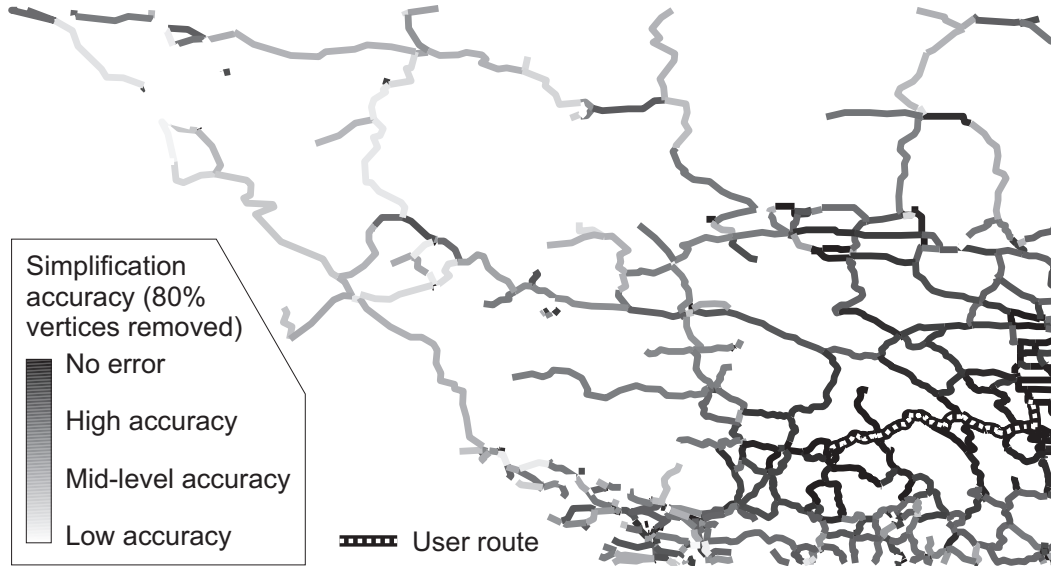 Simplification
accuracy (80%
vertices removed)
No error
High accuracy
Mid-level accuracy
Low accuracy
User route